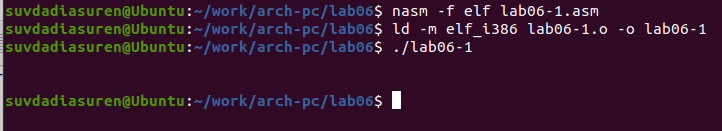 suvdadiasuren@Ubuntu:~/work/arch-pc/lab06$ nasm -f elf lab06-1.asm
suvdadiasuren@Ubuntu:~/work/arch-pc/lab06$ ld -m elf_i386 lab06-1.o -o lab06-1
suvdadiasuren@Ubuntu:~/work/arch-pc/lab06$ ./lab06-1
suvdadiasuren@Ubuntu:~/work/arch-pc/lab06$